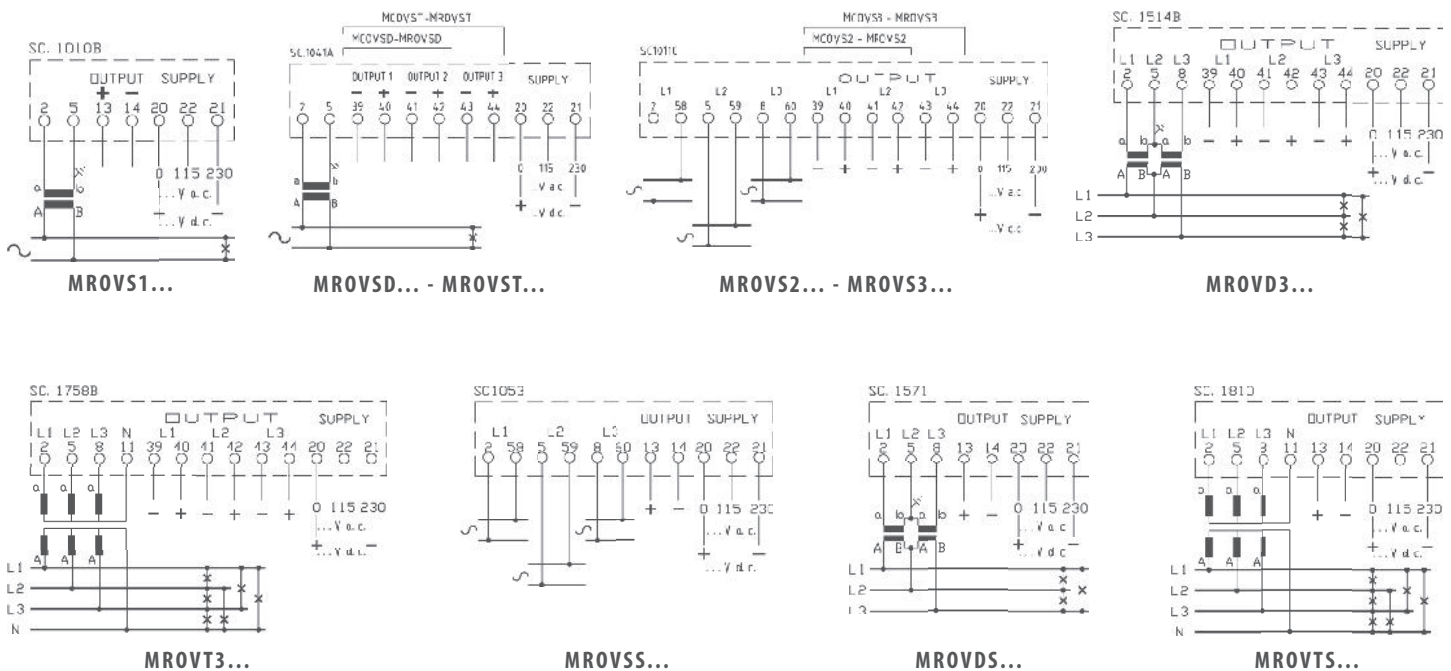 SC. 1010B
OUTPUT SUPPLY
+ −
2 5 13 14 20 22 21
0 115 230
a b
...V a.c.
A B
+ −
...V d.c.
MROVS1...
MCOVST-MROVST
MCOVSD-MROVSD
SC.1041A
OUTPUT 1 OUTPUT 2 OUTPUT 3 SUPPLY
− + − + − +
2 5 39 40 41 42 43 44 20 22 21
0 115 230
a b
...V a.c.
A B
+ −
...V d.c.
MROVSD... - MROVST...
MCOVS3 - MROVS3
MCOVS2 - MROVS2
SC1011C
OUTPUT SUPPLY
L1 L2 L3 L1 L2 L3
2 58 5 59 8 60 39 40 41 42 43 44 20 22 21
− + − + − + 0 115 230
...V a.c.
+ −
...V d.c.
MROVS2... - MROVS3...
SC. 1514B
OUTPUT SUPPLY
L1 L2 L3 L1 L2 L3
2 5 8 39 40 41 42 43 44 20 22 21
a b a b − + − + − + 0 115 230
...V a.c.
A B A B
+ −
...V d.c.
L1
L2
L3
MROVD3...
SC. 1758B
OUTPUT SUPPLY
L1 L2 L3 N L1 L2 L3
2 5 8 11 39 40 41 42 43 44 20 22 21
a a a
− + − + − + 0 115 230
...V a.c.
+ −
A A A ...V d.c.
L1
L2
L3
N
MROVT3...
SC1053
OUTPUT SUPPLY
L1 L2 L3
2 58 5 59 8 60 13 14 20 22 21
+ − 0 115 230
...V a.c.
+ −
...V d.c.
MROVSS...
SC. 1571
OUTPUT SUPPLY
L1 L2 L3
2 5 8 13 14 20 22 21
a b a b + − 0 115 230
...V a.c.
A B A B + −
...V d.c.
L1
L2
L3
MROVDS...
SC. 1810
OUTPUT SUPPLY
L1 L2 L3 N
2 5 8 11 13 14 20 22 21
a a a
+ − 0 115 230
...V a.c.
+ −
A A A ...V d.c.
L1
L2
L3
N
MROVTS...